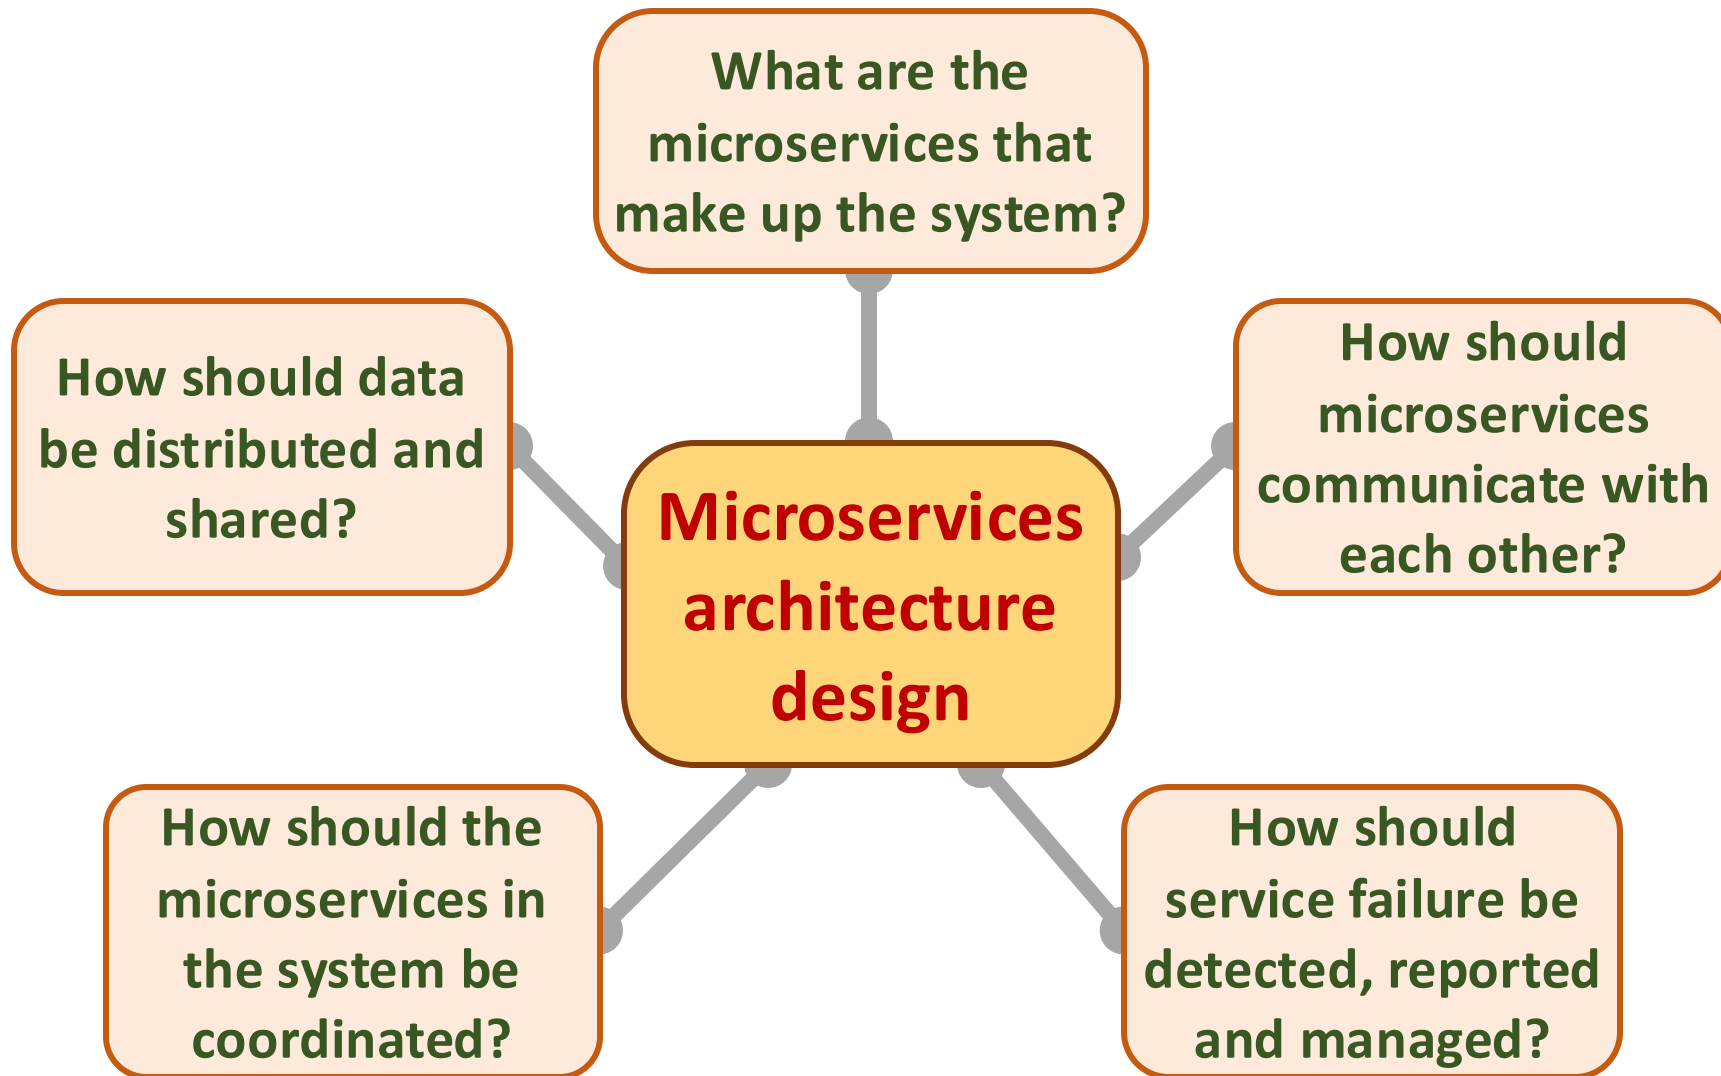 What are the
microservices that
make up the system?
How should data
be distributed and
shared?
How should
microservices
communicate with
each other?
Microservices
architecture
design
How should the
microservices in
the system be
coordinated?
How should
service failure be
detected, reported
and managed?